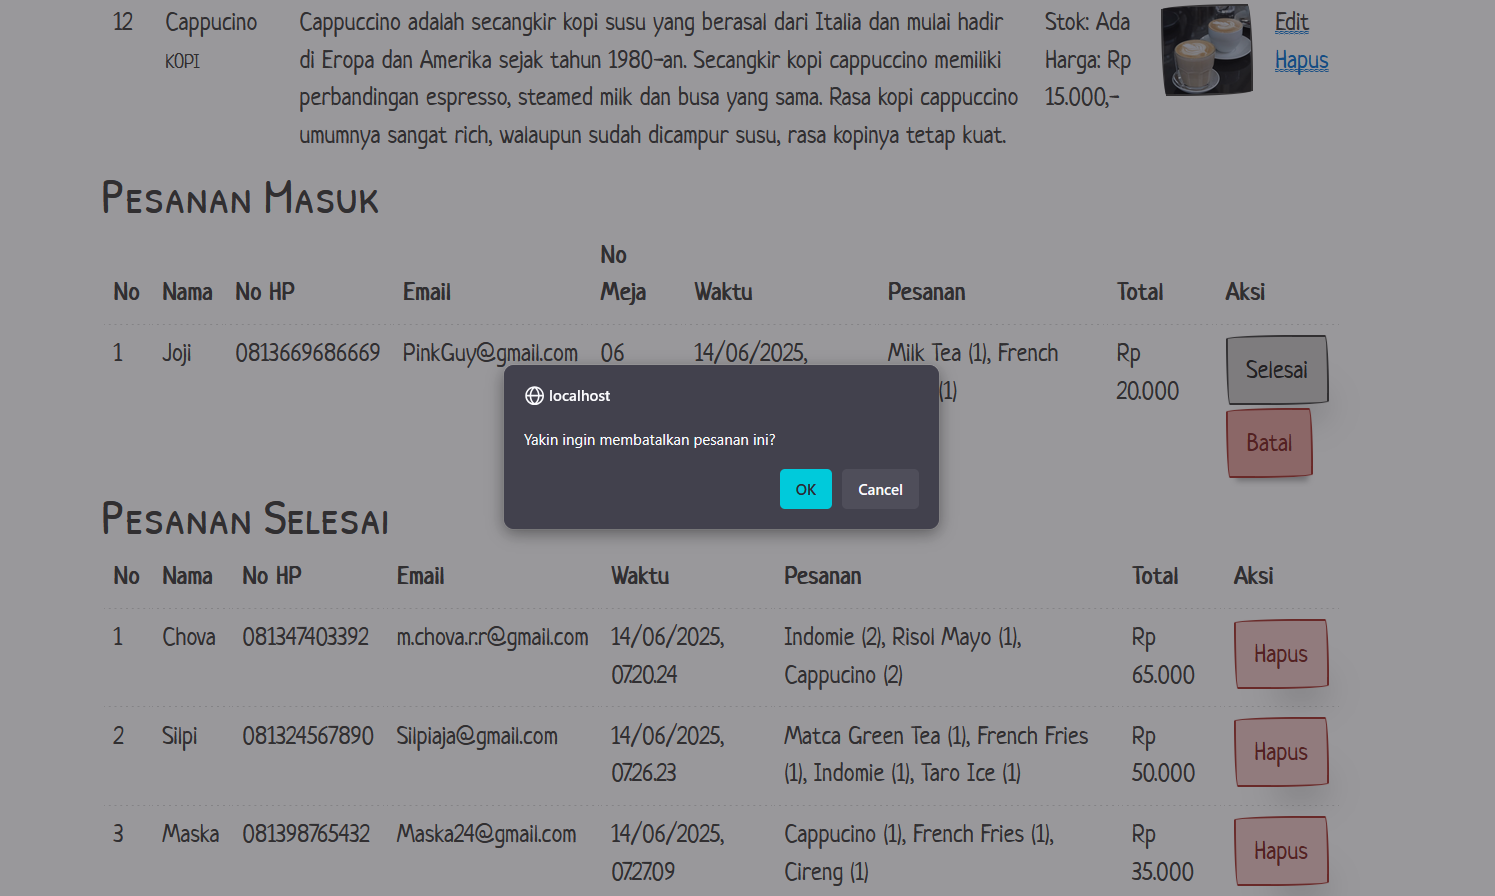 12 Cappucino Cappuccino adalah secangkir kopi susu yang berasal dari Italia dan mulai hadir Stok: Ada Edit
KOPI di Eropa dan Amerika sejak tahun 1980-an. Secangkir kopi cappuccino memiliki Harga: Rp Hapus
perbandingan espresso, steamed milk dan busa yang sama. Rasa kopi cappuccino 15.000,-
umumnya sangat rich, walaupun sudah dicampur susu, rasa kopinya tetap kuat.
Pesanan Masuk
No
No Nama No HP Email Meja Waktu Pesanan Total Aksi
1 Joji 0813669686669 PinkGuy@gmail.com 06 14/06/2025, Milk Tea (1), French Rp Selesai
(1) 20.000
Batal
localhost
Yakin ingin membatalkan pesanan ini?
OK Cancel
Pesanan Selesai
No Nama No HP Email Waktu Pesanan Total Aksi
1 Chova 081347403392 m.chova.r.r@gmail.com 14/06/2025, Indomie (2), Risol Mayo (1), Rp Hapus
07.20.24 Cappucino (2) 65.000
2 Silpi 081324567890 Silpiaja@gmail.com 14/06/2025, Matca Green Tea (1), French Fries Rp Hapus
07.26.23 (1), Indomie (1), Taro Ice (1) 50.000
3 Maska 081398765432 Maska24@gmail.com 14/06/2025, Cappucino (1), French Fries (1), Rp Hapus
07.27.09 Cireng (1) 35.000